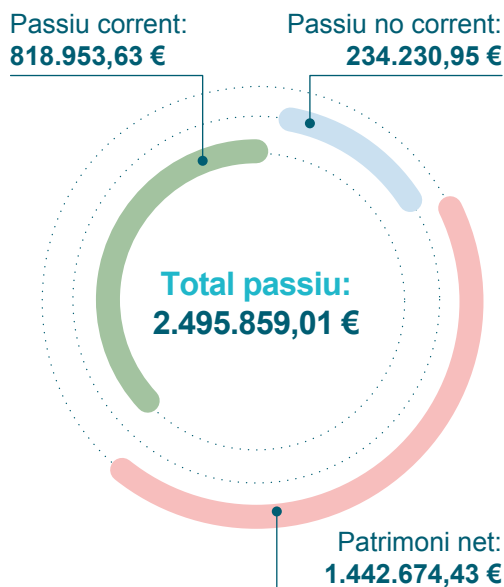 Passiu corrent:
818.953,63 €
Passiu no corrent:
234.230,95 €
Total passiu:
2.495.859,01 €
Patrimoni net:
1.442.674,43 €